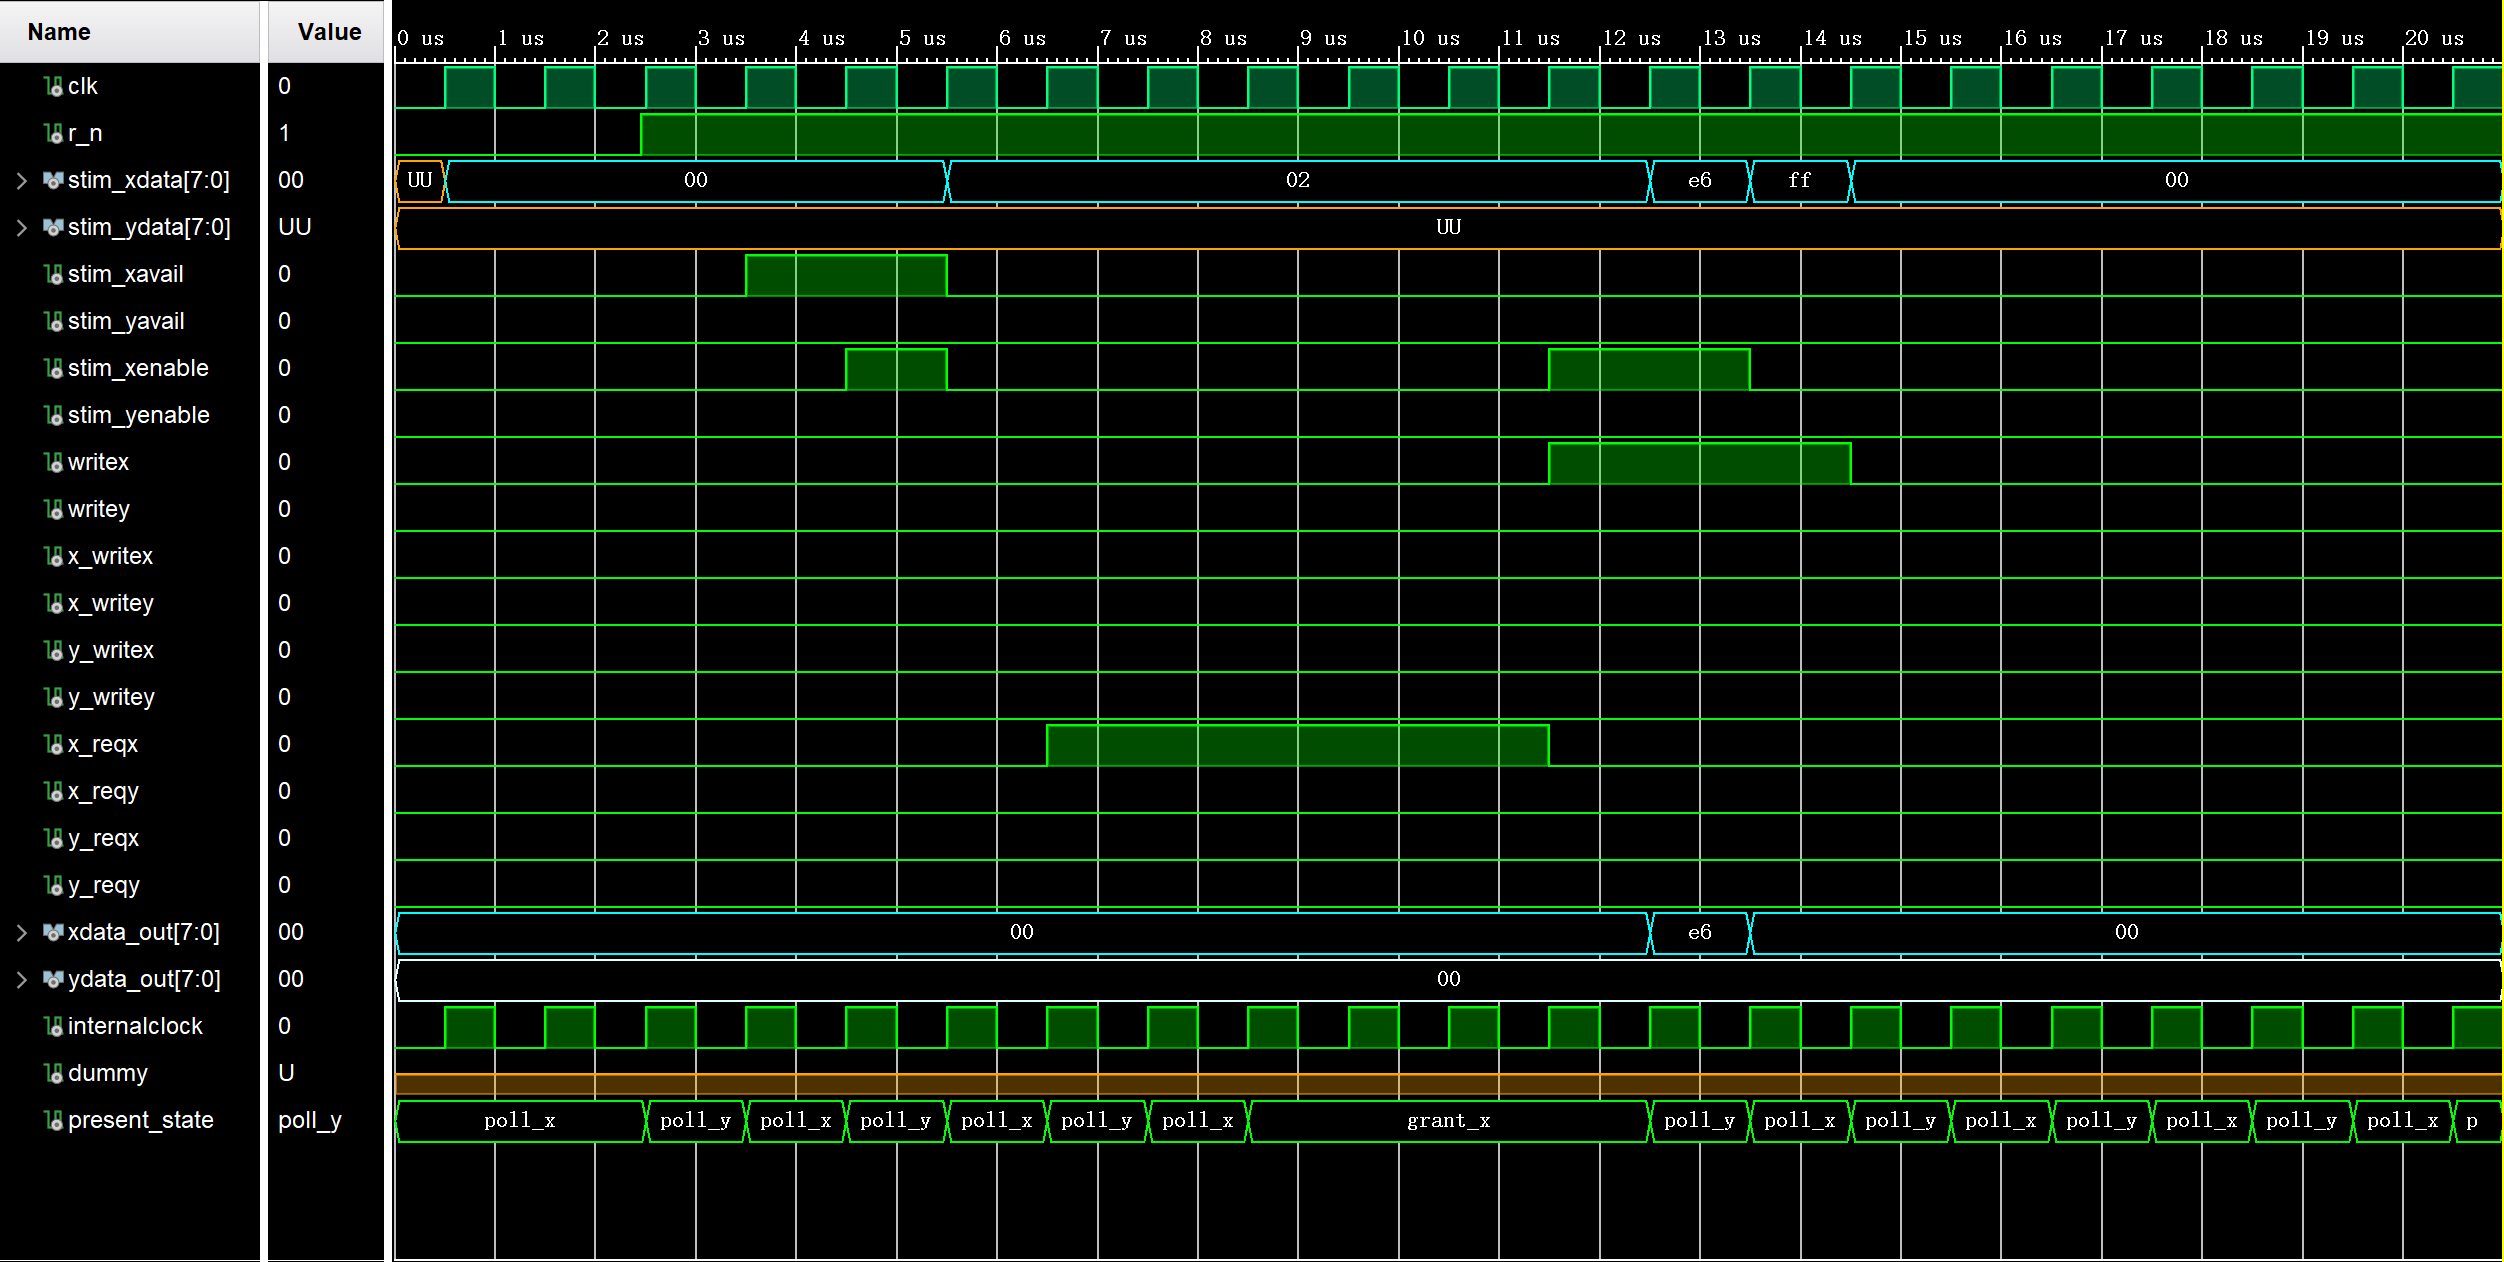 Name Value
0 us 1 us 2 us 3 us 4 us 5 us 6 us 7 us 8 us 9 us 10 us 11 us 12 us 13 us 14 us 15 us 16 us 17 us 18 us 19 us 20 us
clk 0
r_n 1
stim_xdata[7:0] 00 UU 00 02 e6 ff 00
stim_ydata[7:0] UU UU
stim_xavail 0
stim_yavail 0
stim_xenable 0
stim_yenable 0
writex 0
writey 0
x_writex 0
x_writey 0
y_writex 0
y_writey 0
x_reqx 0
x_reqy 0
y_reqx 0
y_reqy 0
xdata_out[7:0] 00 00 e6 00
ydata_out[7:0] 00 00
internalclock 0
dummy U
present_state poll_y poll_x poll_y poll_x poll_y poll_x poll_y poll_x grant_x poll_y poll_x poll_y poll_x poll_y poll_x poll_y poll_x p